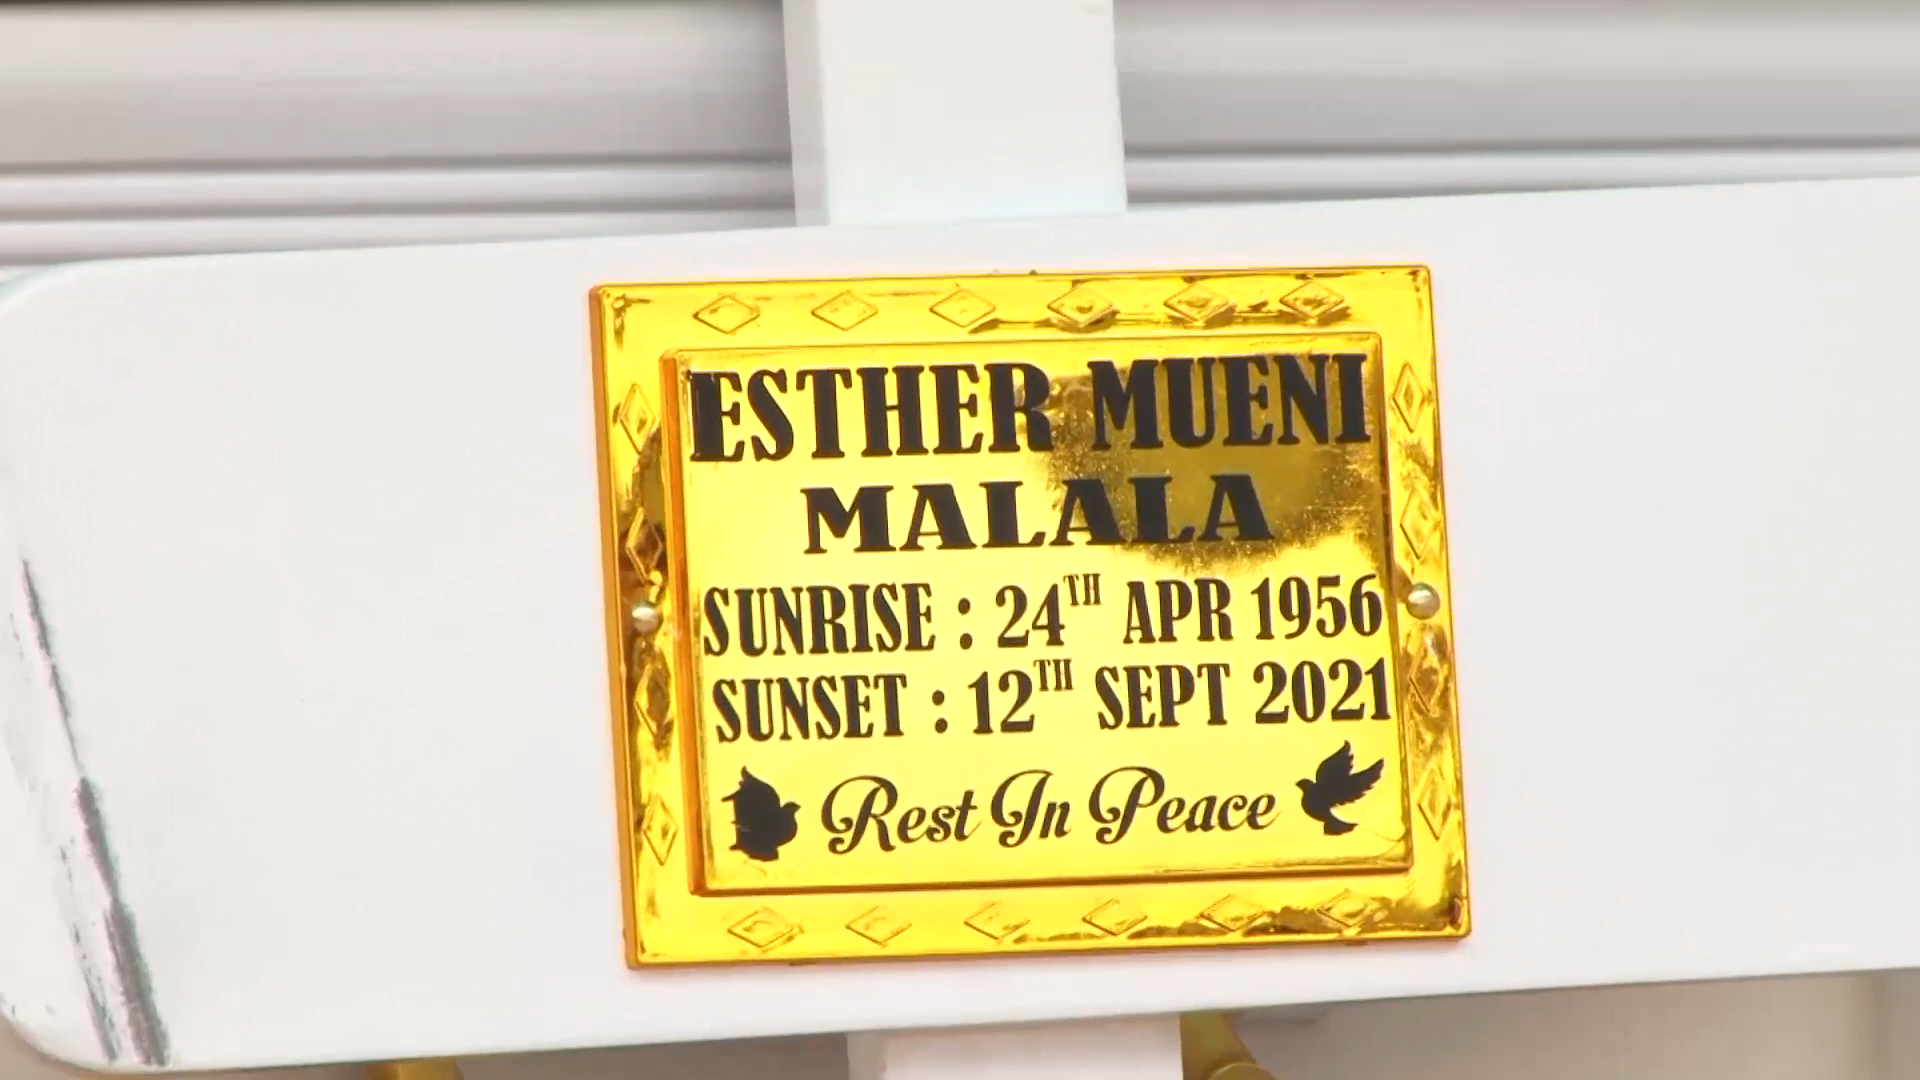 ESTHER MUENI
MALALA
SUNRISE : 24TH APR 1956
SUNSET : 12TH SEPT 2021
Rest In Peace